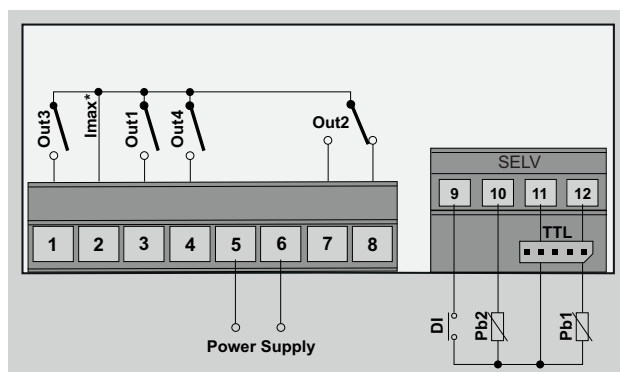 Out3
Imax*
Out1
Out4
Out2
SELV
9 10 11 12
TTL
1 2 3 4 5 6 7 8
DI
Pb2
Pb1
Power Supply